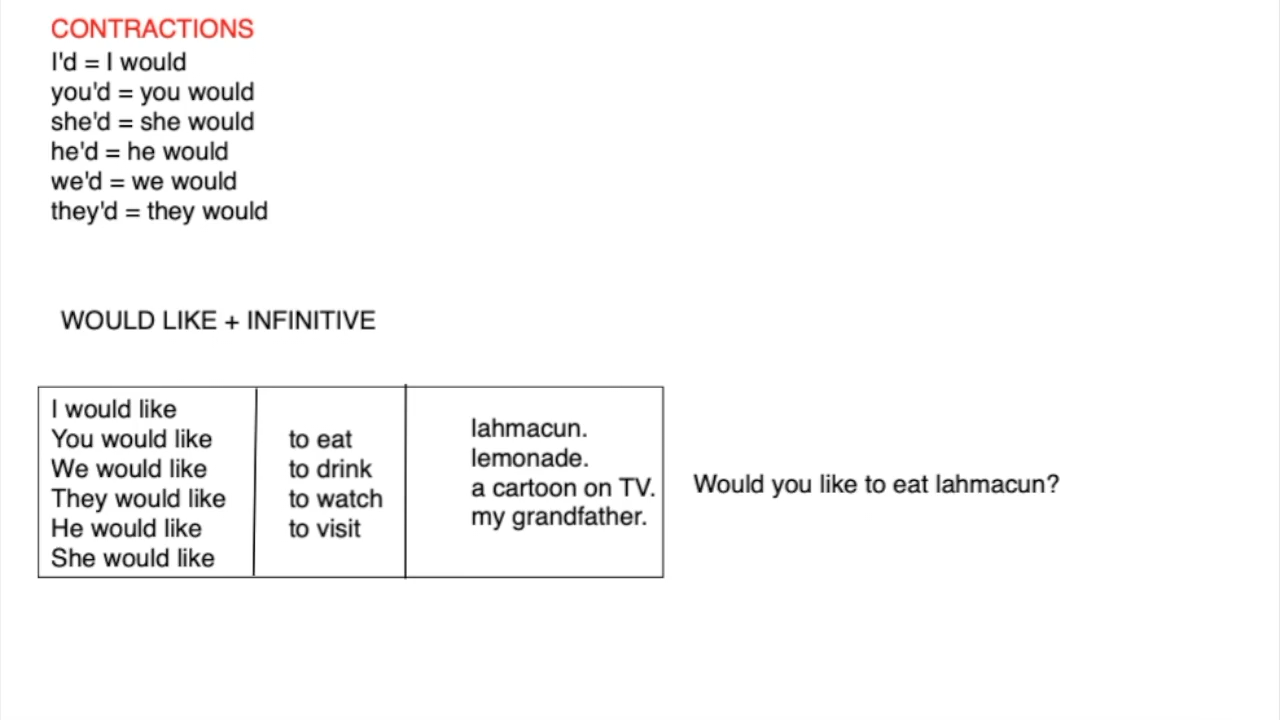 CONTRACTIONS
I'd = I would
you'd = you would
she'd = she would
he'd = he would
we'd = we would
they'd = they would
WOULD LIKE + INFINITIVE
I would like
You would like
We would like
They would like
He would like
She would like
to eat
to drink
to watch
to visit
lahmacun.
lemonade.
a cartoon on TV.
my grandfather.
Would you like to eat lahmacun?